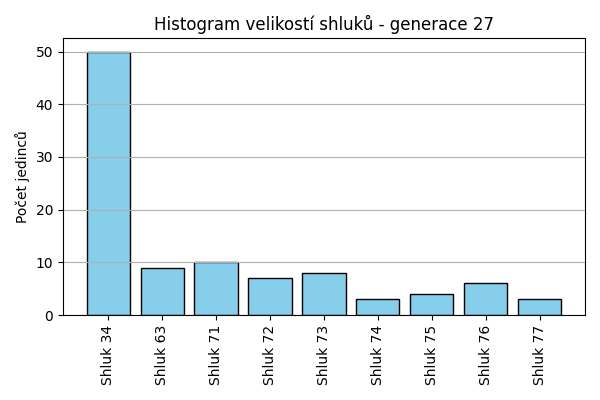 Histogram velikostí shluků - generace 27
Počet jedinců
50
40
30
20
10
0
Shluk 34
Shluk 63
Shluk 71
Shluk 72
Shluk 73
Shluk 74
Shluk 75
Shluk 76
Shluk 77